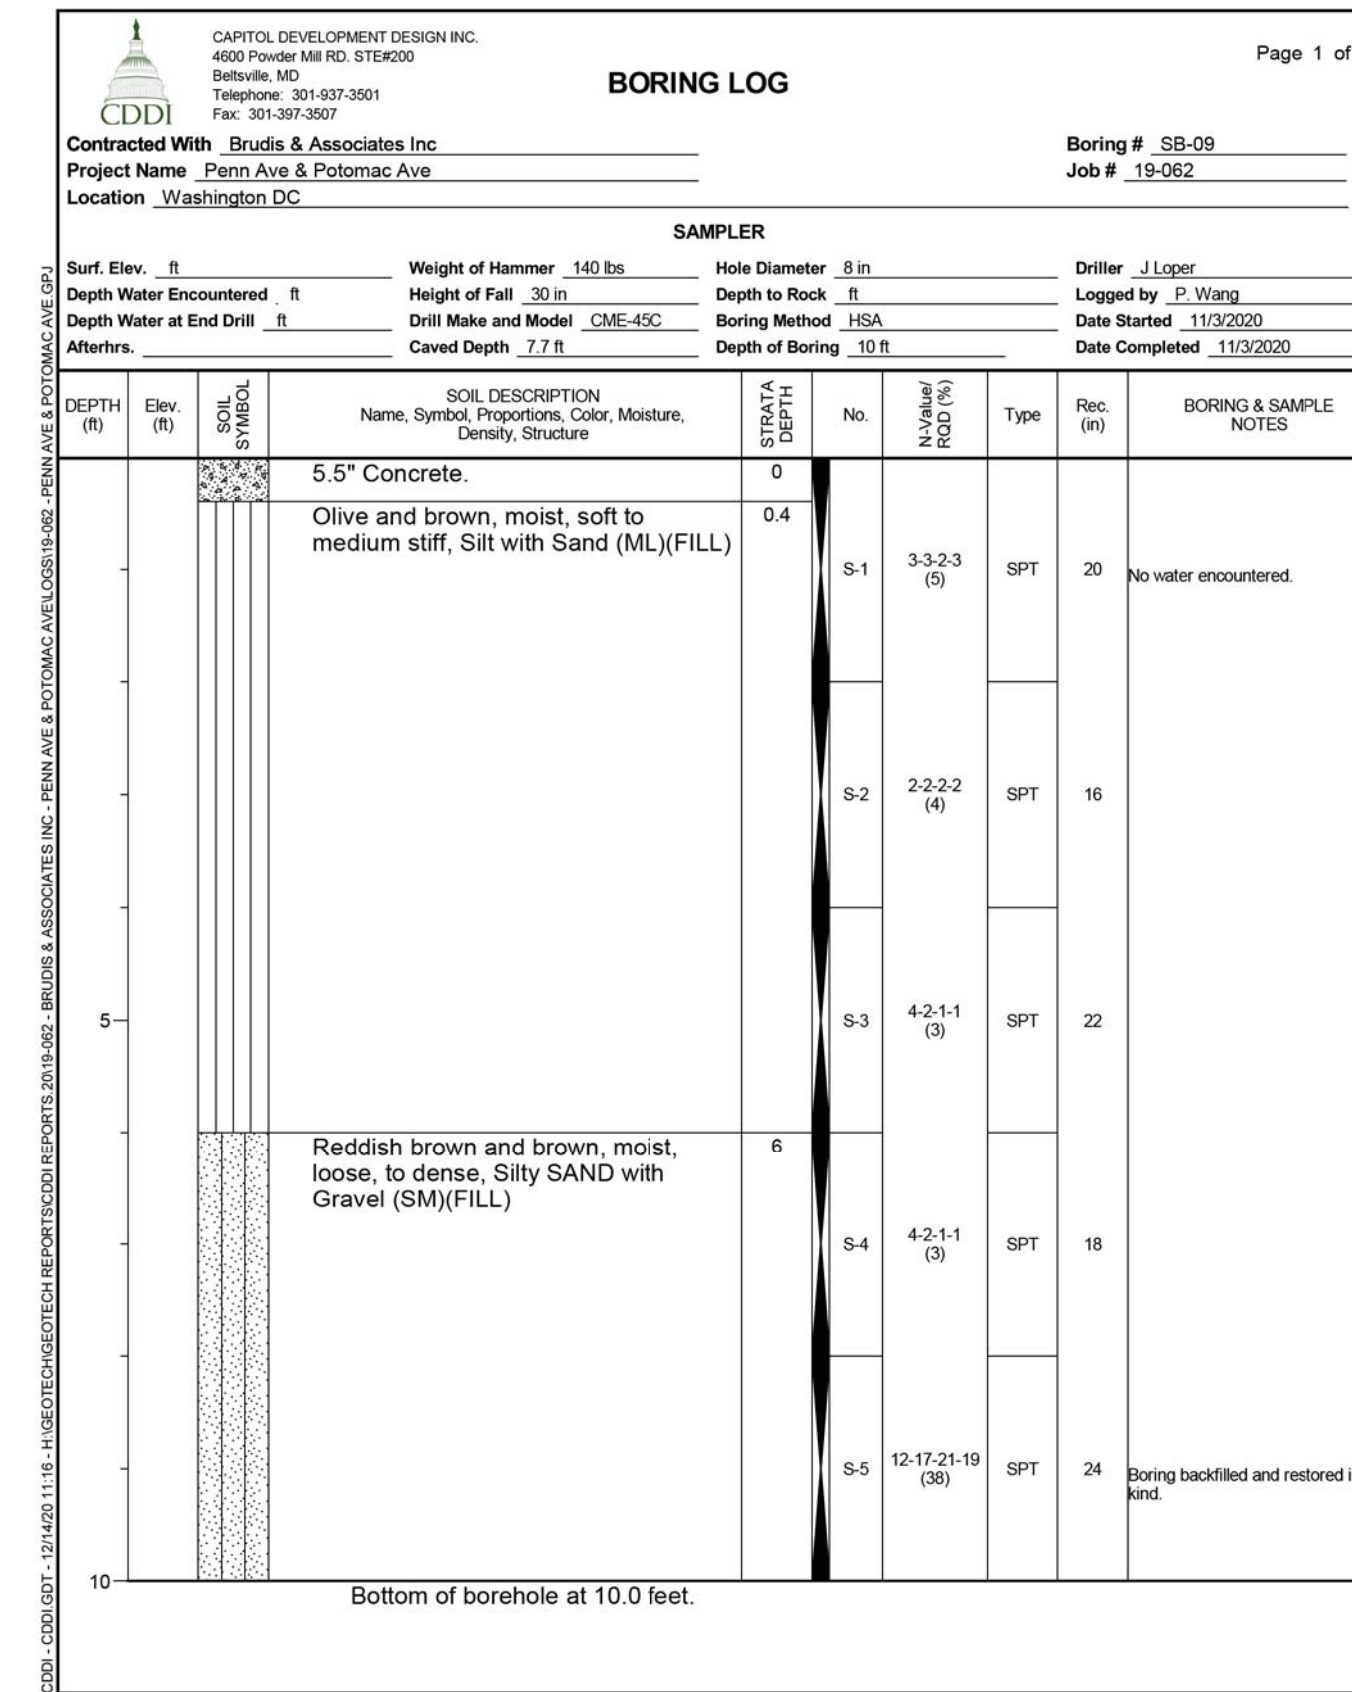 CAPITOL DEVELOPMENT DESIGN INC.
4600 Powder Mill RD. STE#200
Beltsville, MD
Telephone: 301-937-3501
Fax: 301-397-3507
CDDI
BORING LOG
Page 1 of
Contracted With Brudis & Associates Inc
Boring # SB-09
Project Name Penn Ave & Potomac Ave
Job # 19-062
Location Washington DC
SAMPLER
Surf. Elev. ft Weight of Hammer 140 lbs Hole Diameter 8 in Driller J Loper
Depth Water Encountered ft Height of Fall 30 in Depth to Rock ft Logged by P. Wang
Depth Water at End Drill ft Drill Make and Model CME-45C Boring Method HSA Date Started 11/3/2020
Afterhrs. Caved Depth 7.7 ft Depth of Boring 10 ft Date Completed 11/3/2020
DEPTH (ft)
Elev. (ft)
SOIL SYMBOL
SOIL DESCRIPTION
Name, Symbol, Proportions, Color, Moisture,
Density, Structure
STRATA DEPTH
No.
N-Value/ RQD (%)
Type
Rec. (in)
BORING & SAMPLE
NOTES
5.5" Concrete. 0
Olive and brown, moist, soft to 0.4
medium stiff, Silt with Sand (ML)(FILL)
S-1 3-3-2-3 SPT 20 No water encountered.
(5)
S-2 2-2-2-2 SPT 16
(4)
5 S-3 4-2-1-1 SPT 22
(3)
Reddish brown and brown, moist, 6
loose, to dense, Silty SAND with
Gravel (SM)(FILL)
S-4 4-2-1-1 SPT 18
(3)
S-5 12-17-21-19 SPT 24 Boring backfilled and restored i
(38) kind.
10
Bottom of borehole at 10.0 feet.
CDDI - CDDI.GDT - 12/14/20 11:16 - H:\GEOTECH\GEOTECH REPORTS\CDDI REPORTS.20\19-062 - BRUDIS & ASSOCIATES INC - PENN AVE & POTOMAC AVE\LOGS\19-062 - PENN AVE & POTOMAC AVE.GPJ